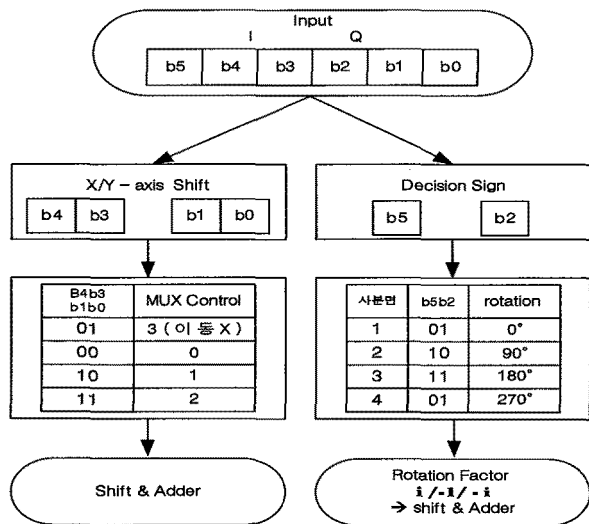 Input
I Q
b5 b4 b3 b2 b1 b0
X/Y - axis Shift
b4 b3 b1 b0
Decision Sign
b5 b2
B4b3
b1b0 MUX Control
01 3 ( 이 동 X )
00 0
10 1
11 2
사분면 b5b2 rotation
1 01 0°
2 10 90°
3 11 180°
4 01 270°
Shift & Adder
Rotation Factor
i /-1/ - i
→ shift & Adder